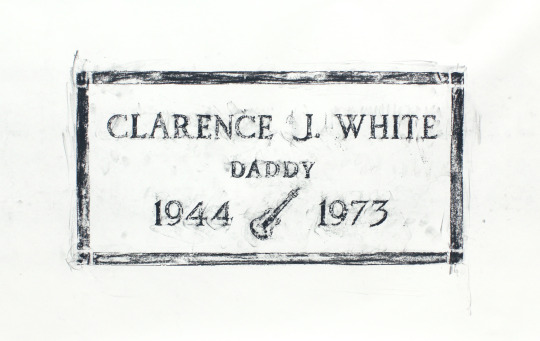 CLARENCE J. WHITE
DADDY
1944 1973